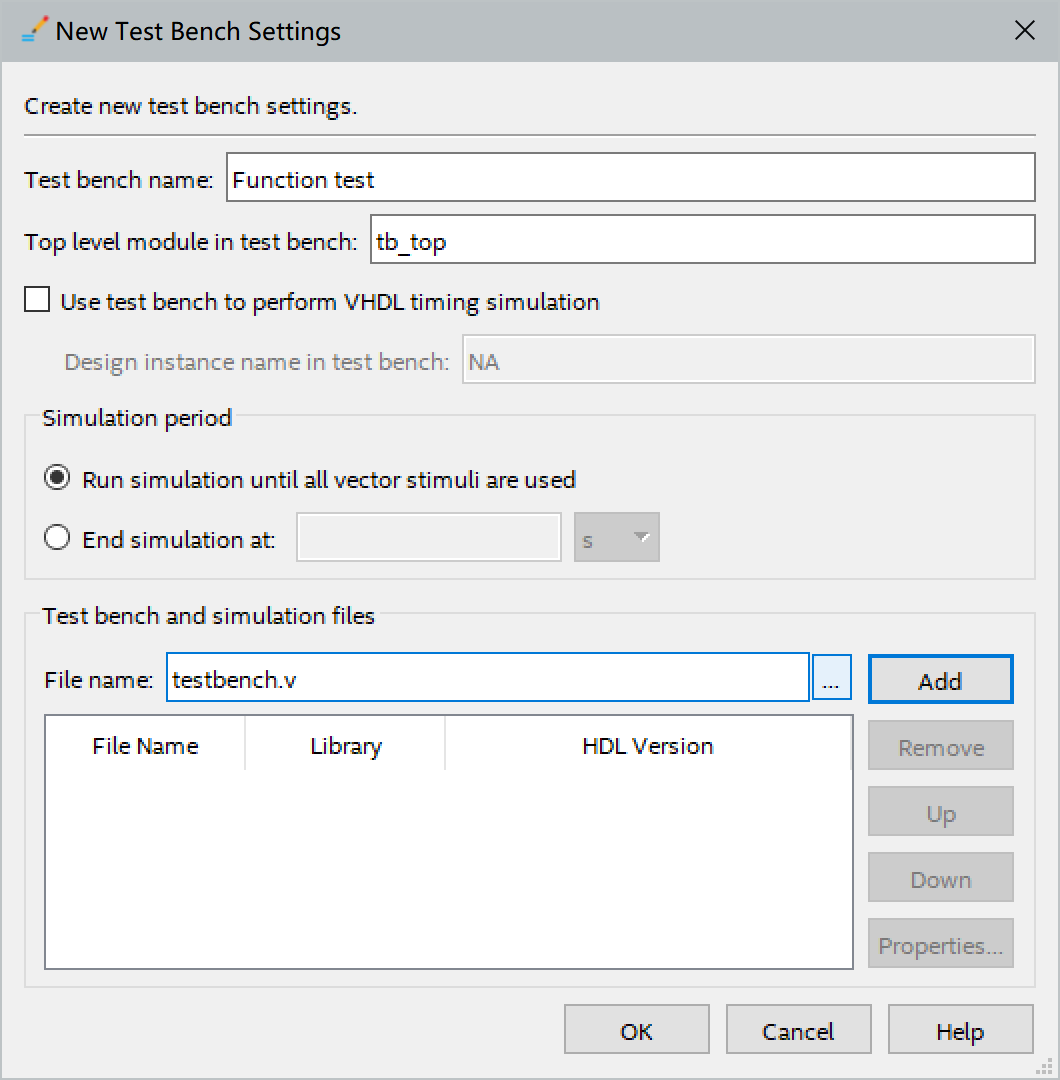 New Test Bench Settings
Create new test bench settings.
Test bench name: Function test
Top level module in test bench: tb_top
Use test bench to perform VHDL timing simulation
Design instance name in test bench: NA
Simulation period
Run simulation until all vector stimuli are used
End simulation at: s
Test bench and simulation files
File name: testbench.v ... Add
File Name Library HDL Version
Remove
Up
Down
Properties...
OK Cancel Help